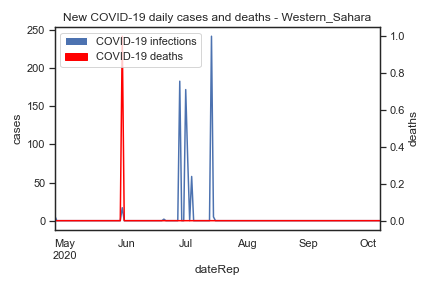 New COVID-19 daily cases and deaths - Western_Sahara
COVID-19 infections
COVID-19 deaths
250
200
150
100
50
0
cases
1.0
0.8
0.6
0.4
0.2
0.0
deaths
May Jun Jul Aug Sep Oct
2020
dateRep